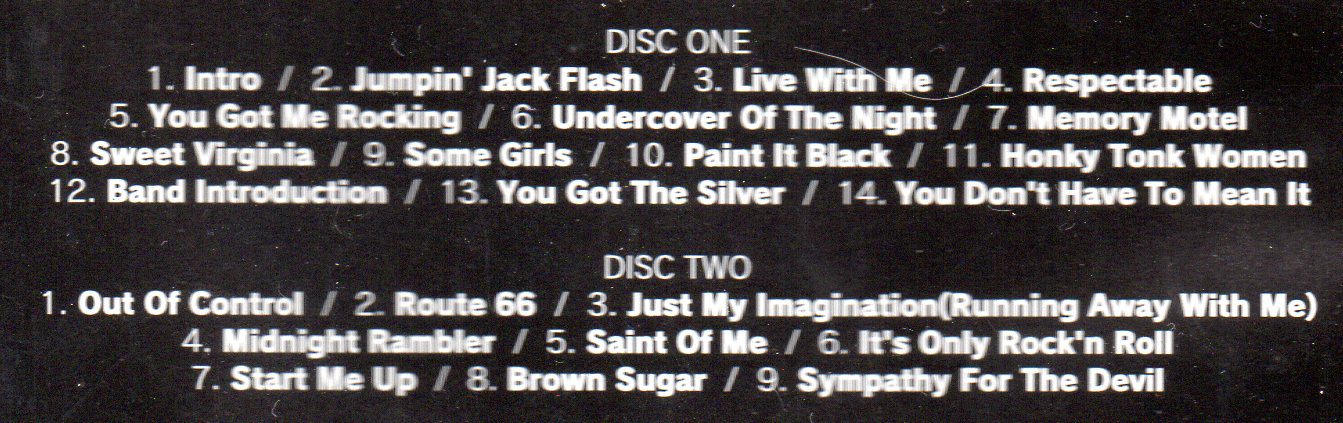 DISC ONE
1. Intro / 2. Jumpin' Jack Flash / 3. Live With Me / 4. Respectable
5. You Got Me Rocking / 6. Undercover Of The Night / 7. Memory Motel
8. Sweet Virginia / 9. Some Girls / 10. Paint It Black / 11. Honky Tonk Women
12. Band Introduction / 13. You Got The Silver / 14. You Don't Have To Mean It
DISC TWO
1. Out Of Control / 2. Route 66 / 3. Just My Imagination(Running Away With Me)
4. Midnight Rambler / 5. Saint Of Me / 6. It's Only Rock'n Roll
7. Start Me Up / 8. Brown Sugar / 9. Sympathy For The Devil